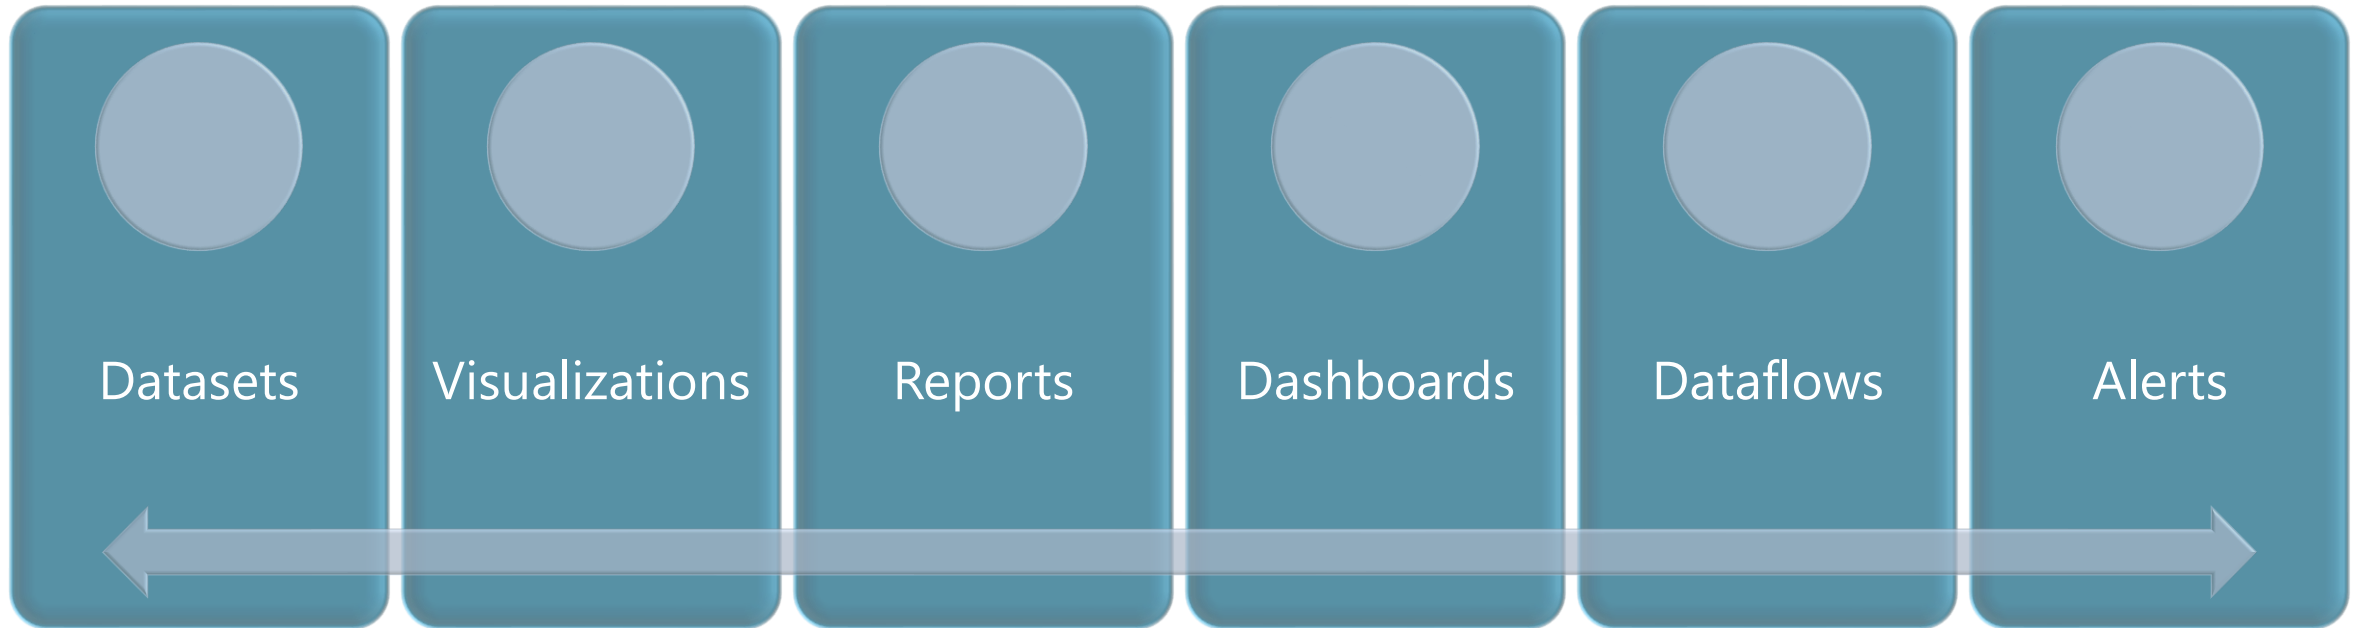 Datasets
Visualizations
Reports
Dashboards
Dataflows
Alerts